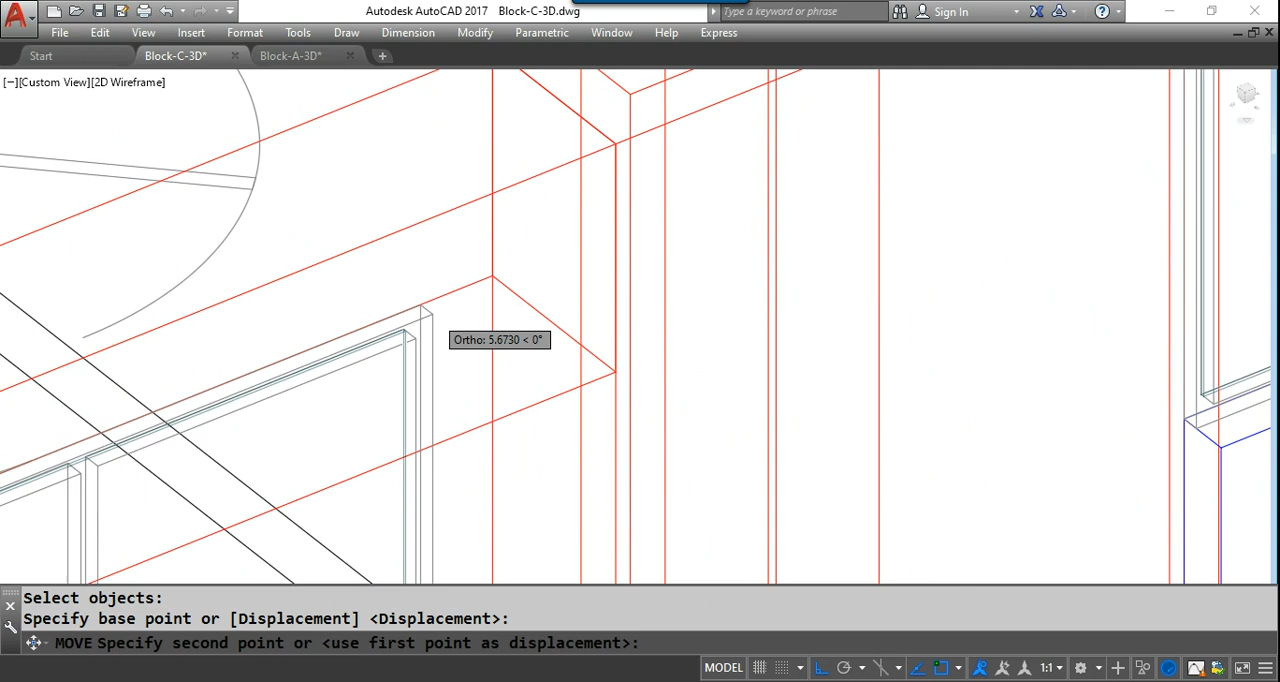 Autodesk AutoCAD 2017 Block-C-3D.dwg Type a keyword or phrase Sign In
File Edit View Insert Format Tools Draw Dimension Modify Parametric Window Help Express
Start Block-C-3D* Block-A-3D*
[−][Custom View][2D Wireframe]
Ortho: 5.6730 < 0°
Select objects:
Specify base point or [Displacement] <Displacement>:
MOVE Specify second point or <use first point as displacement>:
MODEL 1:1